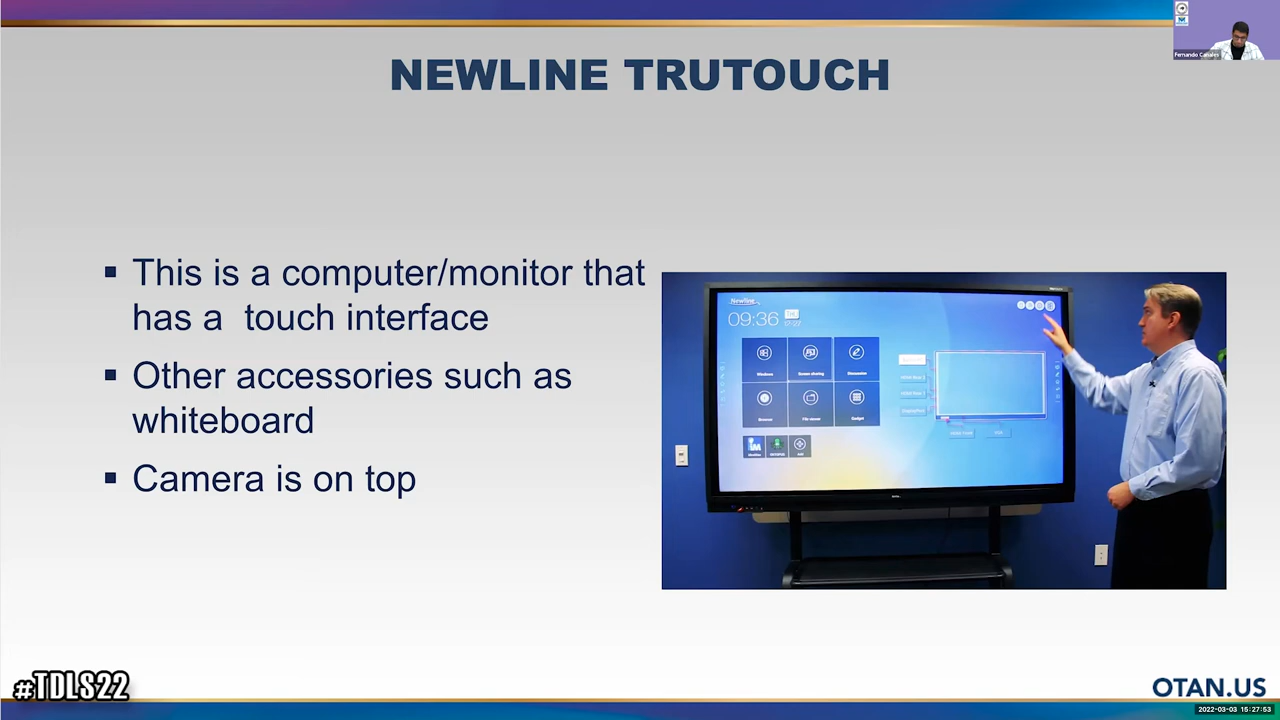 Fernando Canales
NEWLINE TRUTOUCH
▪ This is a computer/monitor that
has a  touch interface
▪ Other accessories such as
whiteboard
▪ Camera is on top
Newline
09:36
Windows
Screen sharing
Discussion
Browser
File viewer
Gadget
#TDLS22
OTAN.US
2022-03-03 15:27:53